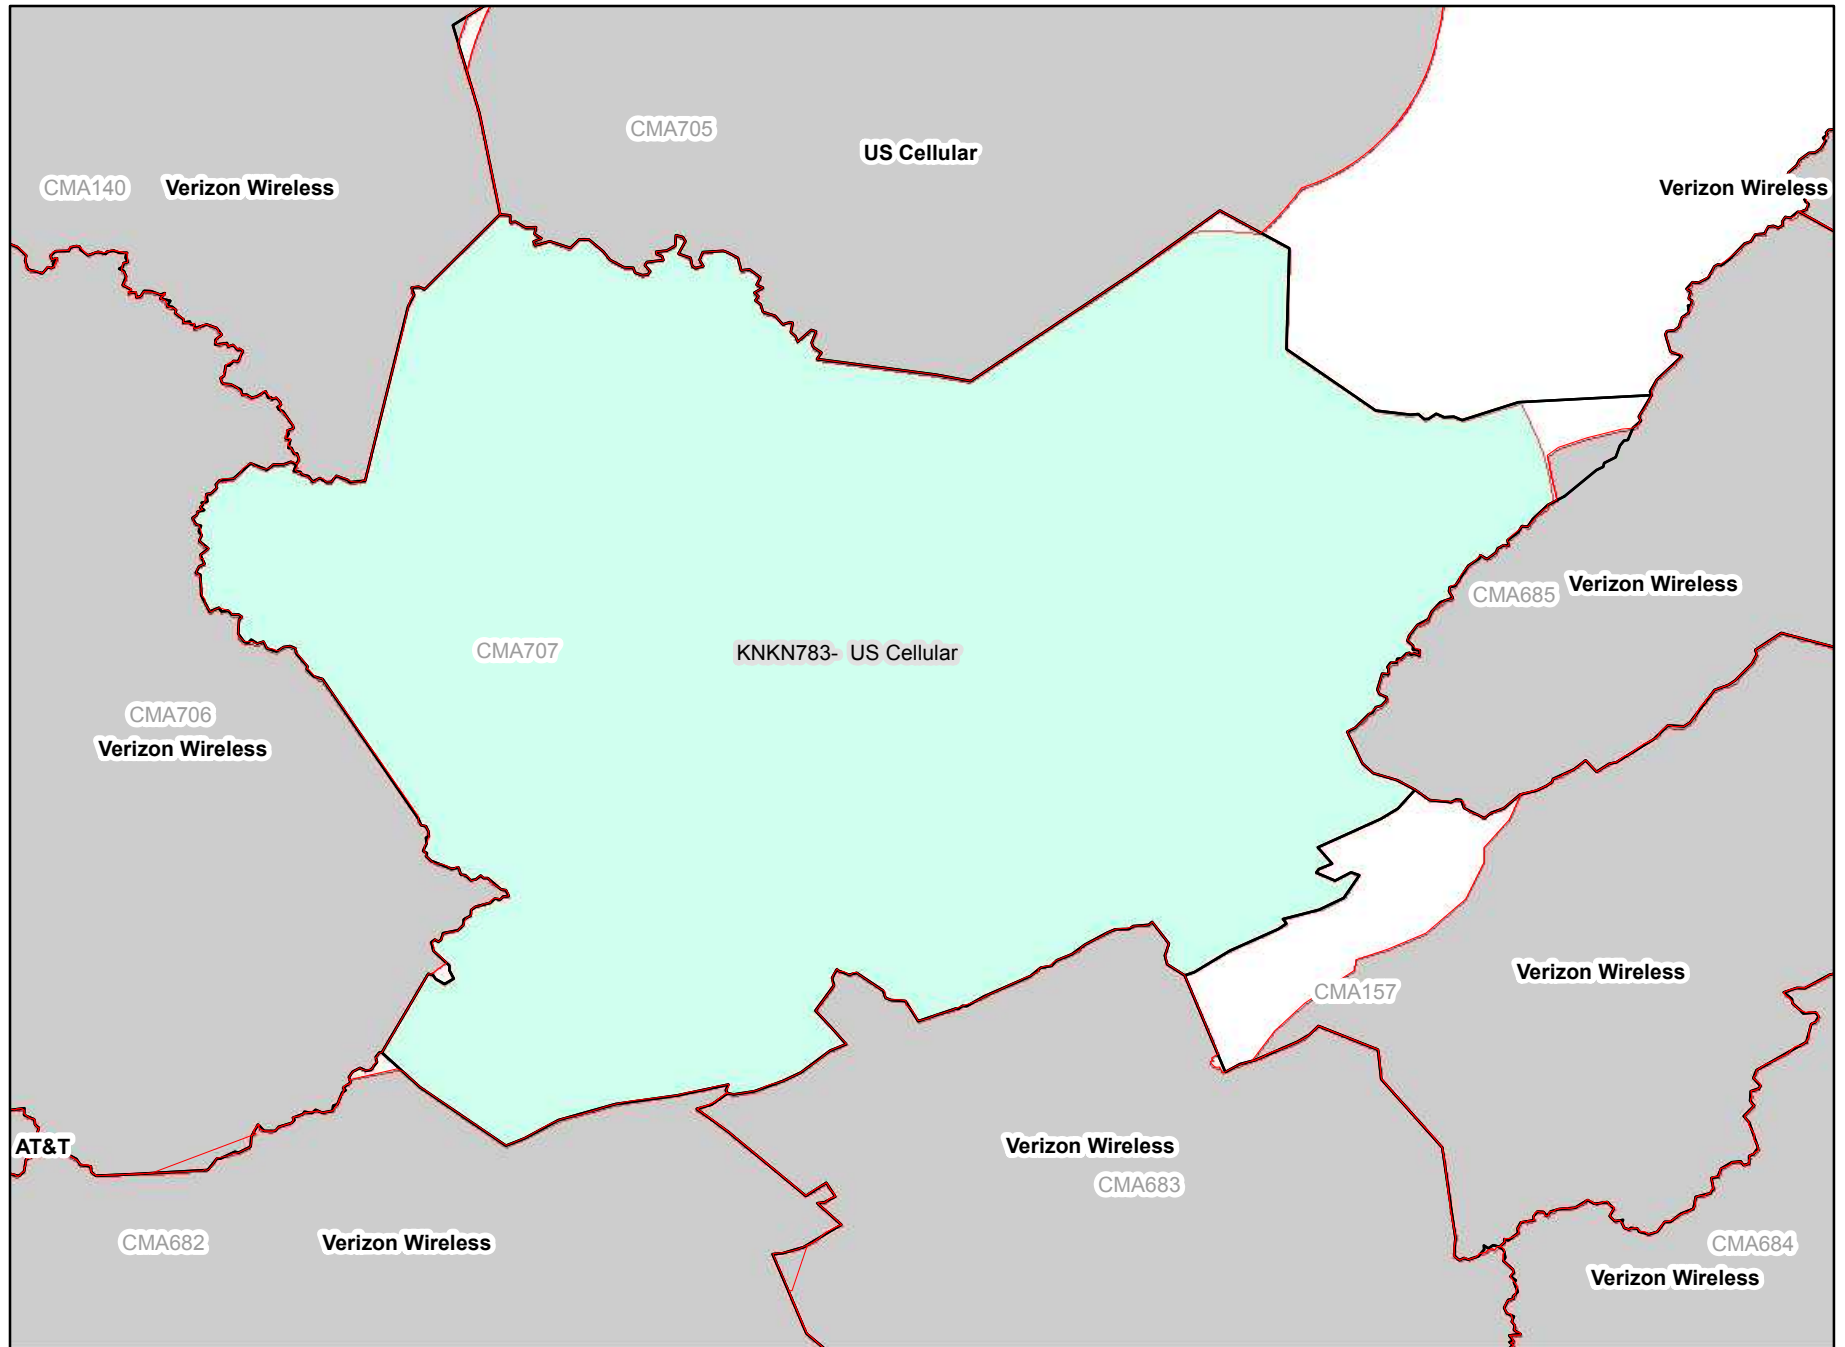 CMA705
US Cellular
CMA140 Verizon Wireless
Verizon Wireless
CMA685 Verizon Wireless
CMA707
KNKN783- US Cellular
CMA706
Verizon Wireless
Verizon Wireless
CMA157
AT&T
Verizon Wireless
CMA683
CMA682 Verizon Wireless
CMA684
Verizon Wireless